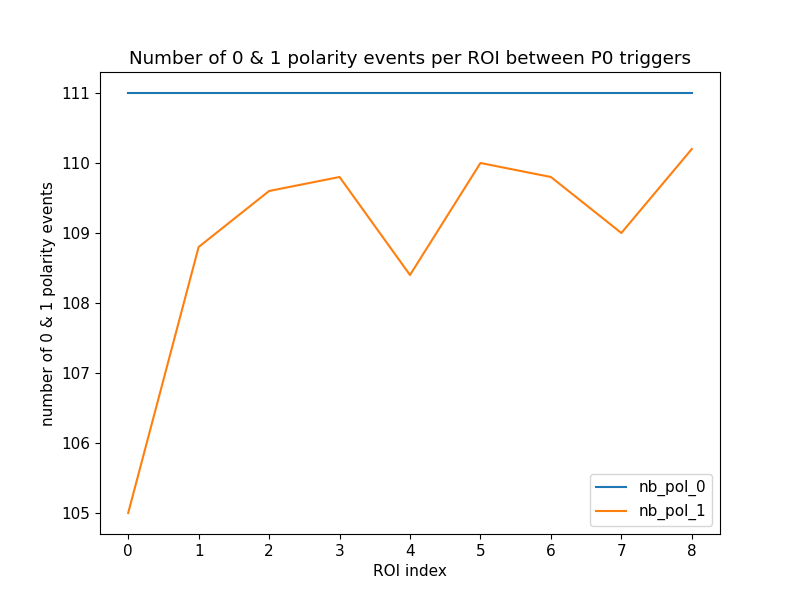 Number of 0 & 1 polarity events per ROI between P0 triggers
number of 0 & 1 polarity events
111
110
109
108
107
106
105
nb_pol_0
nb_pol_1
0 1 2 3 4 5 6 7 8
ROI index